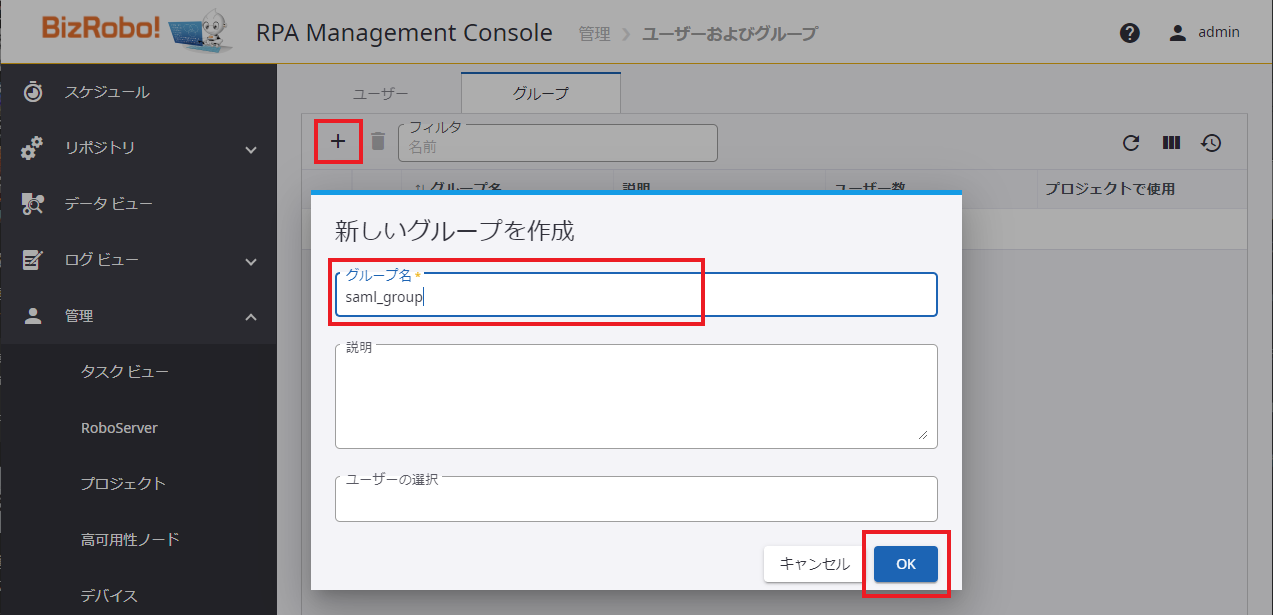 BizRobo!
RPA Management Console 管理 ユーザーおよびグループ
admin
スケジュール
リポジトリ
データ ビュー
ログ ビュー
管理
タスク ビュー
RoboServer
プロジェクト
高可用性ノード
デバイス
ユーザー
グループ
フィルタ
名前
グループ名
説明
ユーザー数
プロジェクトで使用
新しいグループを作成
グループ名*
saml_group
説明
ユーザーの選択
キャンセル
OK